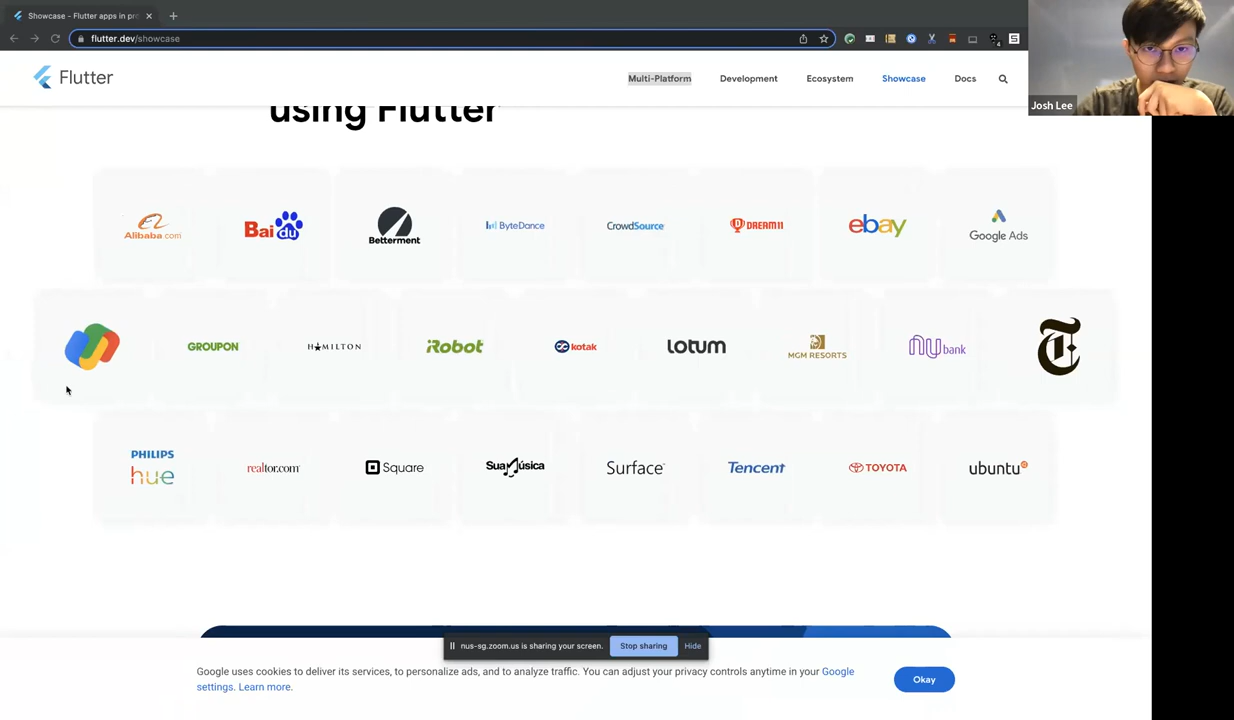 Showcase - Flutter apps in pro
flutter.dev/showcase
Flutter
Multi-Platform
Development
Ecosystem
Showcase
Docs
Josh Lee
using Flutter
Alibaba.com
Baidu
Betterment
ByteDance
CrowdSource
DREAM11
ebay
Google Ads
GROUPON
HAMILTON
iRobot
kotak
LOTUM
MGM RESORTS
nu bank
T
PHILIPS
hue
realtor.com
Square
Sua Música
Surface
Tencent
TOYOTA
ubuntu
nus-sg.zoom.us is sharing your screen.
Stop sharing
Hide
Google uses cookies to deliver its services, to personalize ads, and to analyze traffic. You can adjust your privacy controls anytime in your Google
settings. Learn more.
Okay